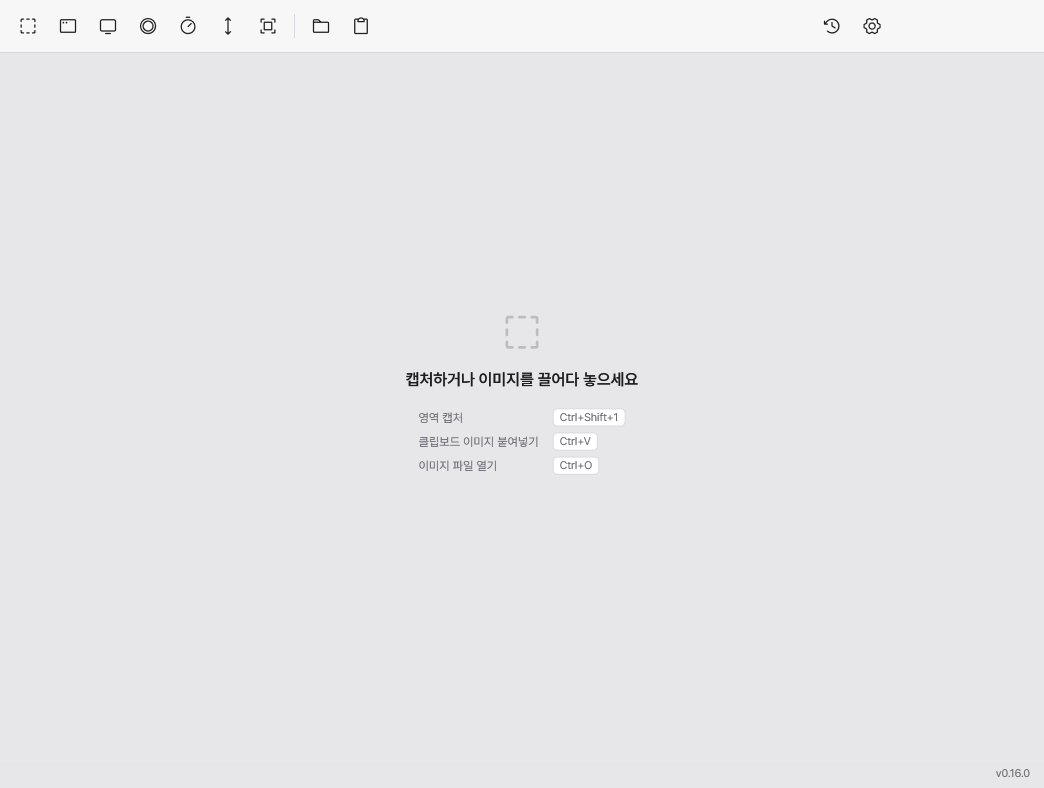 캡처하거나 이미지를 끌어다 놓으세요
영역 캡처 Ctrl+Shift+1
클립보드 이미지 붙여넣기 Ctrl+V
이미지 파일 열기 Ctrl+O
v0.16.0